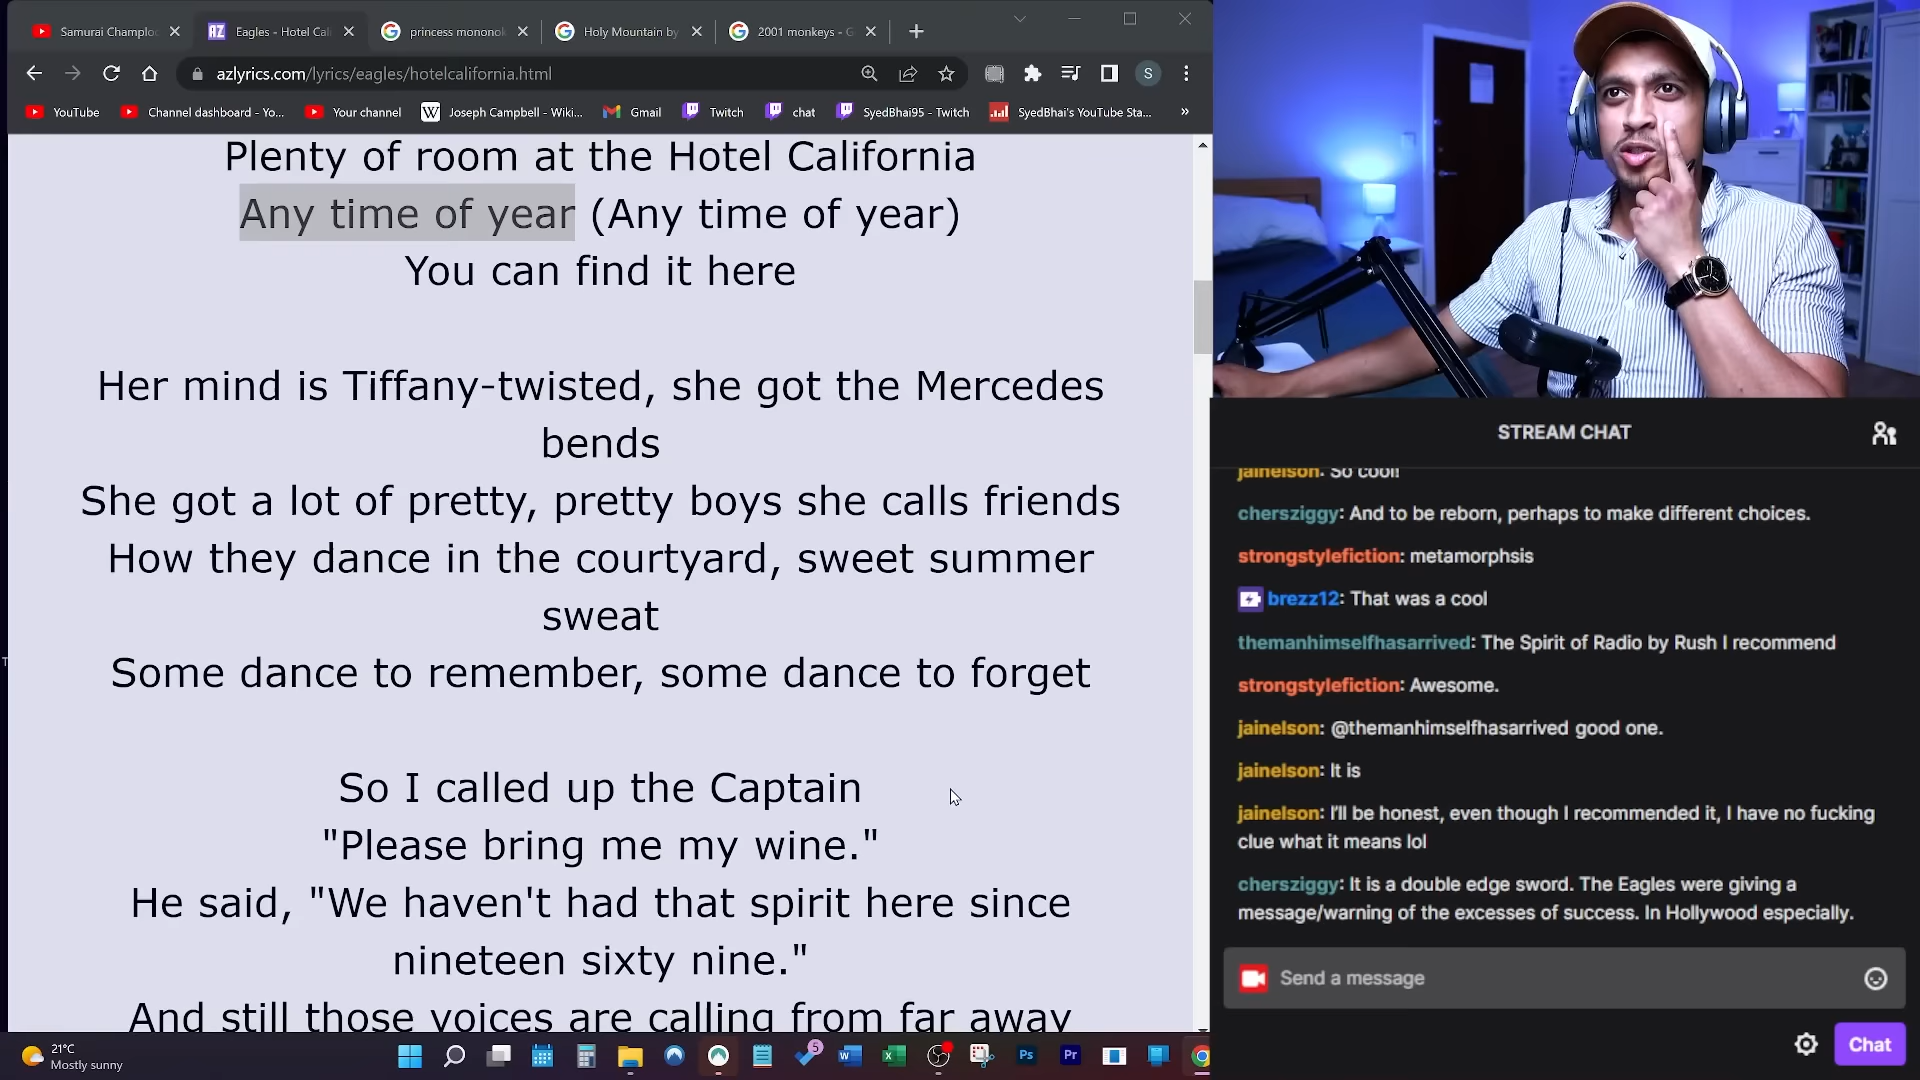 Samurai Champlo
Eagles - Hotel Cal
princess monono
Holy Mountain by
2001 monkeys - G
azlyrics.com/lyrics/eagles/hotelcalifornia.html
S
YouTube
Channel dashboard - Yo...
Your channel
W Joseph Campbell - Wiki...
Gmail
Twitch
chat
SyedBhai95 - Twitch
SyedBhai's YouTube Sta...
»
Plenty of room at the Hotel California
Any time of year (Any time of year)
You can find it here
Her mind is Tiffany-twisted, she got the Mercedes
bends
She got a lot of pretty, pretty boys she calls friends
How they dance in the courtyard, sweet summer
sweat
Some dance to remember, some dance to forget
So I called up the Captain
"Please bring me my wine."
He said, "We haven't had that spirit here since
nineteen sixty nine."
And still those voices are calling from far away
STREAM CHAT
jainelson: So cool!
chersziggy: And to be reborn, perhaps to make different choices.
strongstylefiction: metamorphsis
brezz12: That was a cool
themanhimselfhasarrived: The Spirit of Radio by Rush I recommend
strongstylefiction: Awesome.
jainelson: @themanhimselfhasarrived good one.
jainelson: It is
jainelson: I'll be honest, even though I recommended it, I have no fucking
clue what it means lol
chersziggy: It is a double edge sword. The Eagles were giving a
message/warning of the excesses of success. In Hollywood especially.
Send a message
Chat
21°C
Mostly sunny
5
Ps
Pr